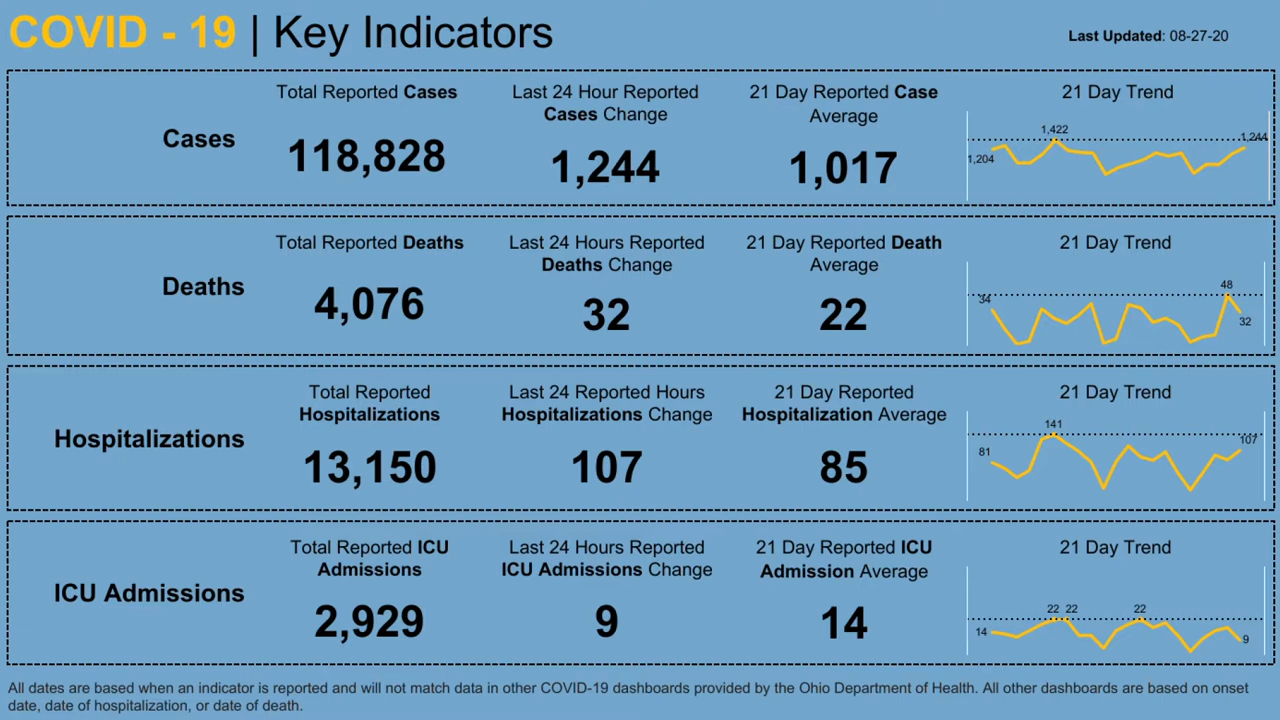 COVID - 19 | Key Indicators
Last Updated: 08-27-20
Cases
Total Reported Cases
118,828
Last 24 Hour Reported
Cases Change
1,244
21 Day Reported Case
Average
1,017
21 Day Trend
1,204
1,422
1,244
Deaths
Total Reported Deaths
4,076
Last 24 Hours Reported
Deaths Change
32
21 Day Reported Death
Average
22
21 Day Trend
34
48
32
Hospitalizations
Total Reported
Hospitalizations
13,150
Last 24 Reported Hours
Hospitalizations Change
107
21 Day Reported
Hospitalization Average
85
21 Day Trend
81
141
107
ICU Admissions
Total Reported ICU
Admissions
2,929
Last 24 Hours Reported
ICU Admissions Change
9
21 Day Reported ICU
Admission Average
14
21 Day Trend
14
22 22
22
9
All dates are based when an indicator is reported and will not match data in other COVID-19 dashboards provided by the Ohio Department of Health. All other dashboards are based on onset
date, date of hospitalization, or date of death.